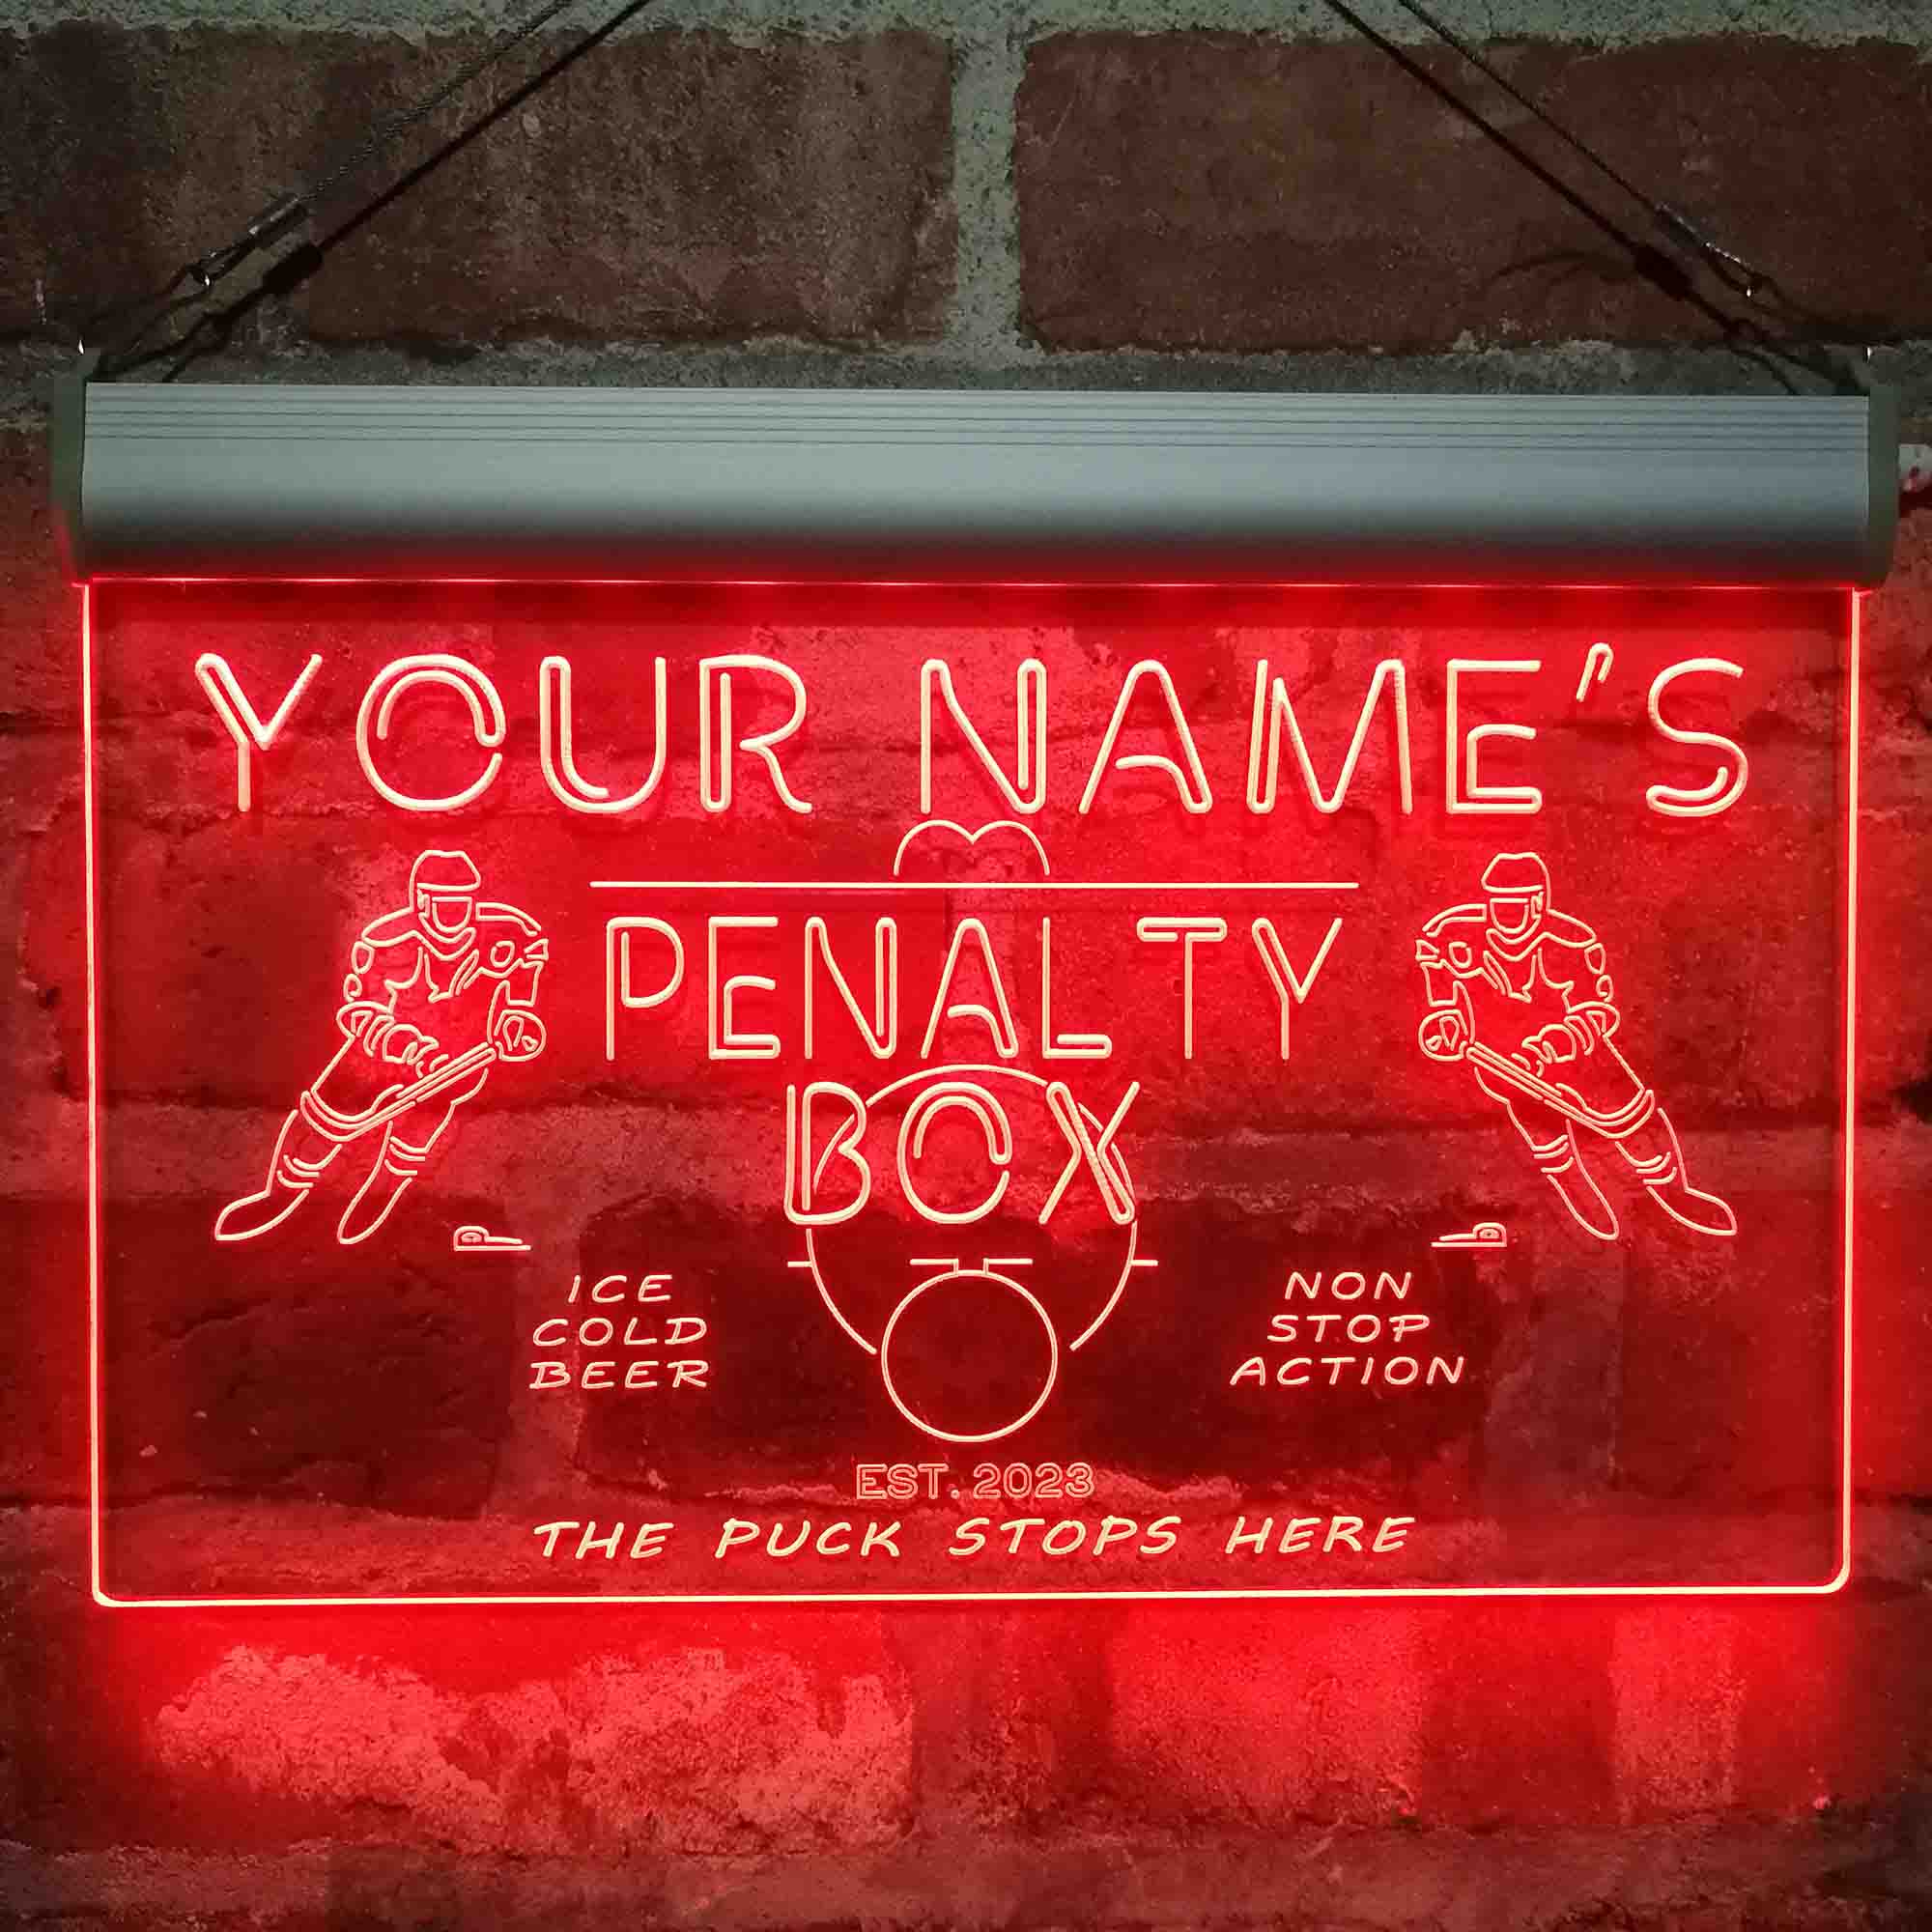 YOUR NAME'S
PENALTY
BOX
ICE
COLD
BEER
NON
STOP
ACTION
EST. 2023
THE PUCK STOPS HERE